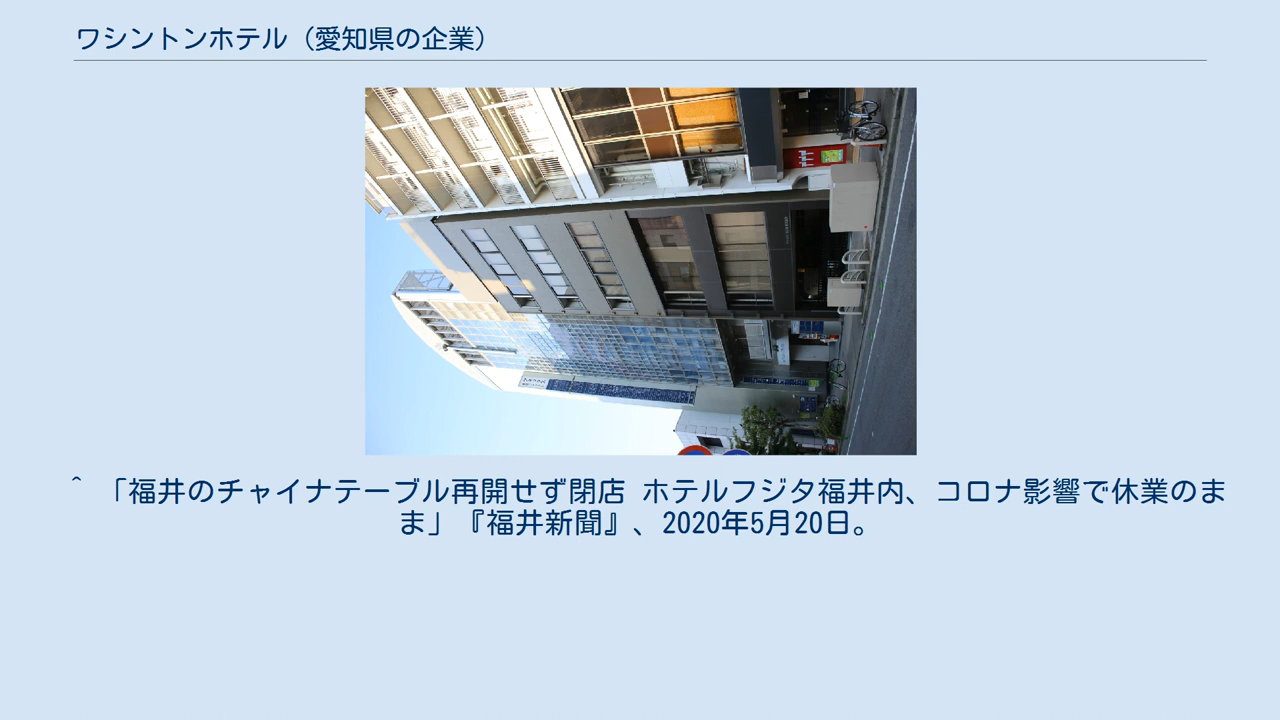 ワシントンホテル（愛知県の企業）
^ 「福井のチャイナテーブル再開せず閉店 ホテルフジタ福井内、コロナ影響で休業のま
ま」『福井新聞』、2020年5月20日。